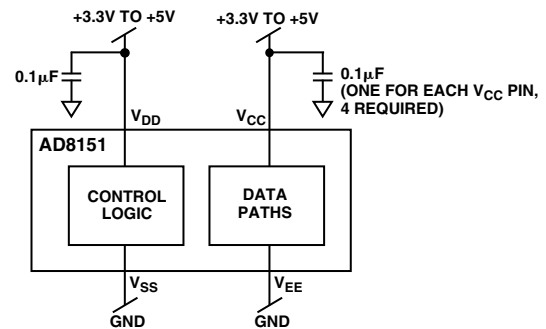 +3.3V TO +5V
+3.3V TO +5V
0.1µF
0.1µF
(ONE FOR EACH VCC PIN,
4 REQUIRED)
VDD
VCC
AD8151
CONTROL
LOGIC
DATA
PATHS
VSS
VEE
GND
GND